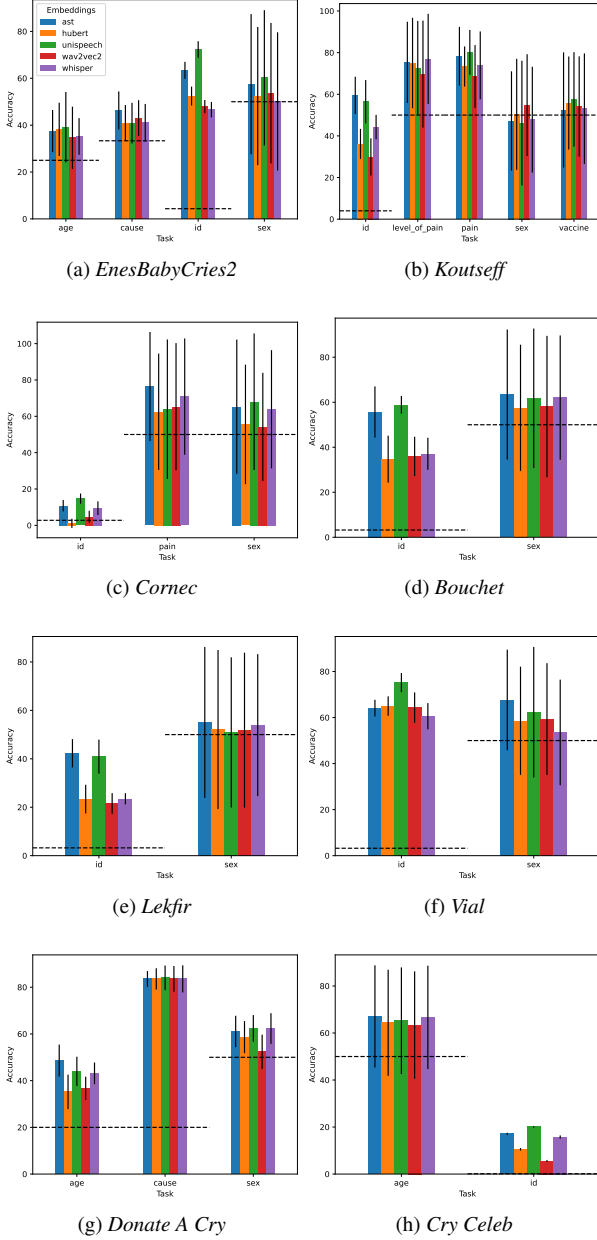 Embeddings
ast
hubert
unispeech
wav2vec2
whisper
80
60
40
20
0
Accuracy
age cause id sex
Task
(a) EnesBabyCries2
100
80
60
40
20
0
Accuracy
id level_of_pain pain sex vaccine
Task
(b) Koutseff
100
80
60
40
20
0
Accuracy
id pain sex
Task
(c) Cornec
80
60
40
20
0
Accuracy
id sex
Task
(d) Bouchet
80
60
40
20
0
Accuracy
id sex
Task
(e) Lekfir
80
60
40
20
0
Accuracy
id sex
Task
(f) Vial
80
60
40
20
0
Accuracy
age cause sex
Task
(g) Donate A Cry
80
60
40
20
0
Accuracy
age id
Task
(h) Cry Celeb